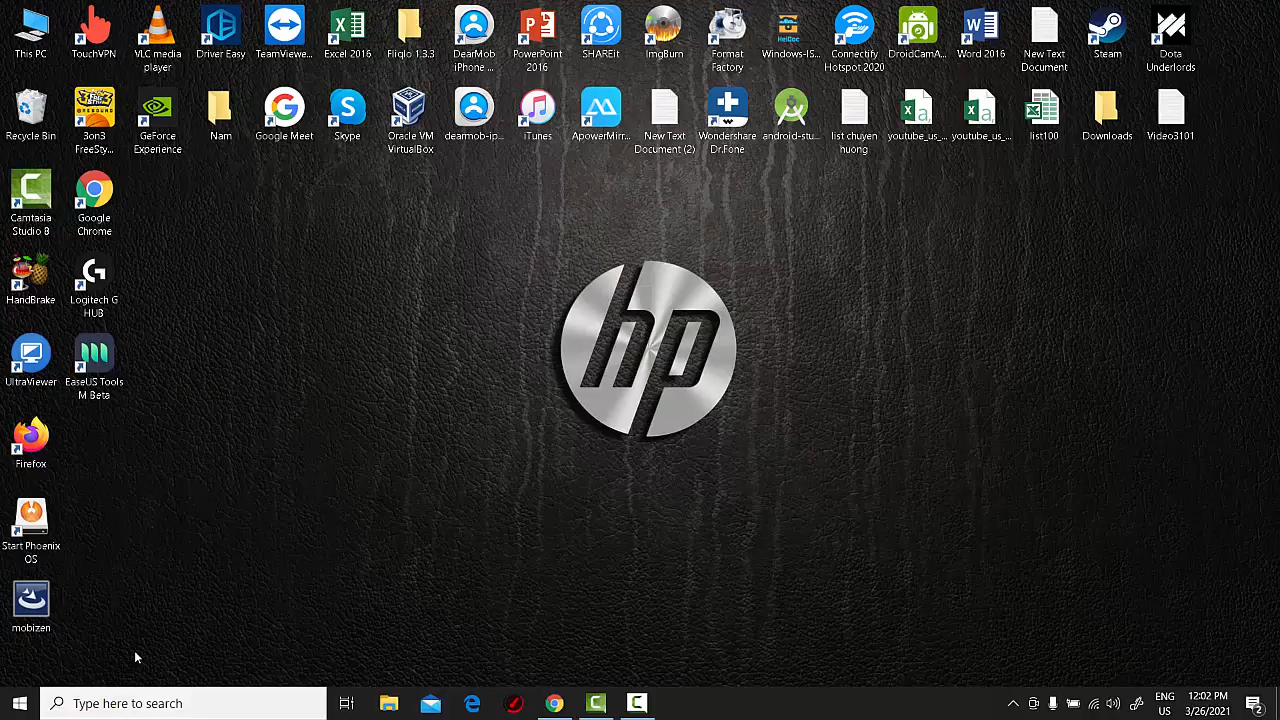 This PC
TouchVPN
VLC media
player
Driver Easy
TeamViewe...
Excel 2016
Fliqlo 1.3.3
DearMob
iPhone ...
PowerPoint
2016
SHAREit
ImgBurn
Format
Factory
Windows-IS...
Connectify
Hotspot 2020
DroidCamA...
Word 2016
New Text
Document
Steam
Dota
Underlords
Recycle Bin
3on3
FreeSty...
GeForce
Experience
Nam
Google Meet
Skype
Oracle VM
VirtualBox
dearmob-ip...
iTunes
ApowerMirr...
New Text
Document (2)
Wondershare
Dr.Fone
android-stu...
list chuyen
huong
youtube_us_...
youtube_us_...
list100
Downloads
Video3101
Camtasia
Studio 8
Google
Chrome
HandBrake
Logitech G
HUB
UltraViewer
EaseUS Tools
M Beta
Firefox
Start Phoenix
OS
mobizen
hp
Type here to search
ENG
US
12:02 PM
3/26/2021
2